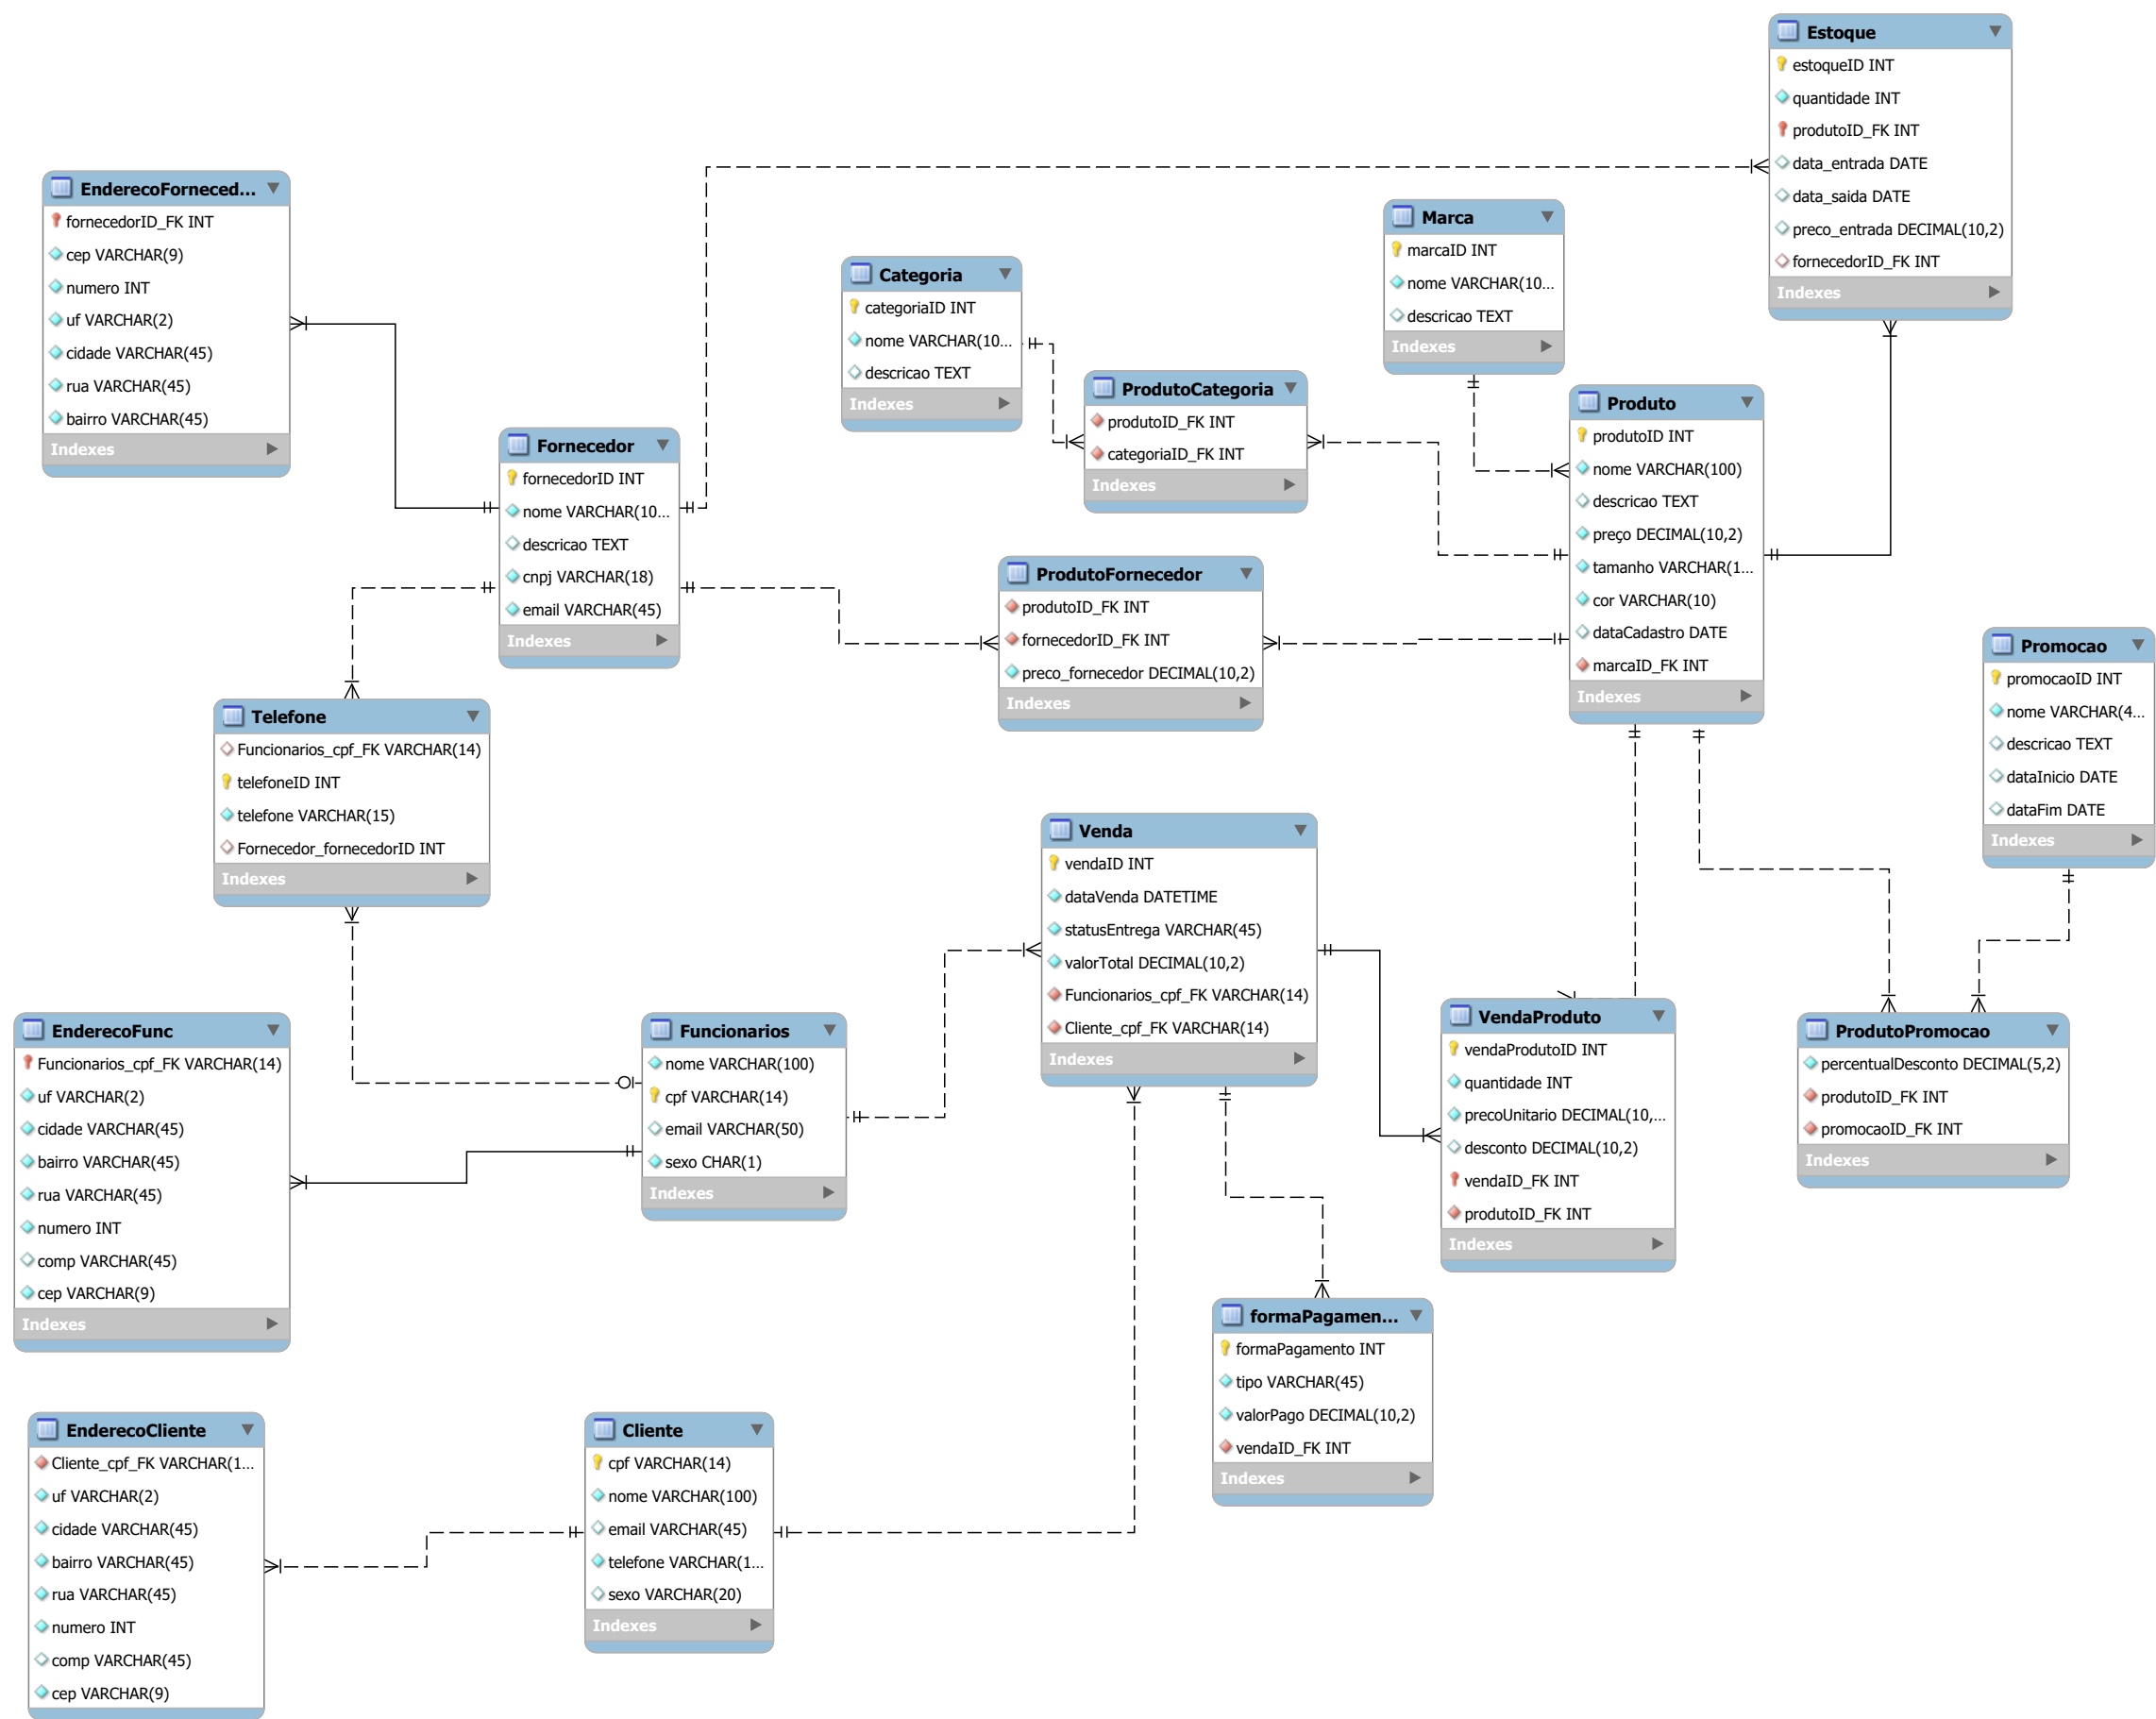 Estoque
estoqueID INT
quantidade INT
produtoID_FK INT
data_entrada DATE
data_saida DATE
preco_entrada DECIMAL(10,2)
fornecedorID_FK INT
Indexes
EnderecoForneced...
fornecedorID_FK INT
cep VARCHAR(9)
numero INT
uf VARCHAR(2)
cidade VARCHAR(45)
rua VARCHAR(45)
bairro VARCHAR(45)
Indexes
Marca
marcaID INT
nome VARCHAR(10...
descricao TEXT
Indexes
Categoria
categoriaID INT
nome VARCHAR(10...
descricao TEXT
Indexes
ProdutoCategoria
produtoID_FK INT
categoriaID_FK INT
Indexes
Produto
produtoID INT
nome VARCHAR(100)
descricao TEXT
preço DECIMAL(10,2)
tamanho VARCHAR(1...
cor VARCHAR(10)
dataCadastro DATE
marcaID_FK INT
Indexes
Fornecedor
fornecedorID INT
nome VARCHAR(10...
descricao TEXT
cnpj VARCHAR(18)
email VARCHAR(45)
Indexes
ProdutoFornecedor
produtoID_FK INT
fornecedorID_FK INT
preco_fornecedor DECIMAL(10,2)
Indexes
Promocao
promocaoID INT
nome VARCHAR(4...
descricao TEXT
dataInicio DATE
dataFim DATE
Indexes
Telefone
Funcionarios_cpf_FK VARCHAR(14)
telefoneID INT
telefone VARCHAR(15)
Fornecedor_fornecedorID INT
Indexes
Venda
vendaID INT
dataVenda DATETIME
statusEntrega VARCHAR(45)
valorTotal DECIMAL(10,2)
Funcionarios_cpf_FK VARCHAR(14)
Cliente_cpf_FK VARCHAR(14)
Indexes
VendaProduto
vendaProdutoID INT
quantidade INT
precoUnitario DECIMAL(10,...
desconto DECIMAL(10,2)
vendaID_FK INT
produtoID_FK INT
Indexes
ProdutoPromocao
percentualDesconto DECIMAL(5,2)
produtoID_FK INT
promocaoID_FK INT
Indexes
EnderecoFunc
Funcionarios_cpf_FK VARCHAR(14)
uf VARCHAR(2)
cidade VARCHAR(45)
bairro VARCHAR(45)
rua VARCHAR(45)
numero INT
comp VARCHAR(45)
cep VARCHAR(9)
Indexes
Funcionarios
nome VARCHAR(100)
cpf VARCHAR(14)
email VARCHAR(50)
sexo CHAR(1)
Indexes
formaPagamen...
formaPagamento INT
tipo VARCHAR(45)
valorPago DECIMAL(10,2)
vendaID_FK INT
Indexes
EnderecoCliente
Cliente_cpf_FK VARCHAR(1...
uf VARCHAR(2)
cidade VARCHAR(45)
bairro VARCHAR(45)
rua VARCHAR(45)
numero INT
comp VARCHAR(45)
cep VARCHAR(9)
Cliente
cpf VARCHAR(14)
nome VARCHAR(100)
email VARCHAR(45)
telefone VARCHAR(1...
sexo VARCHAR(20)
Indexes